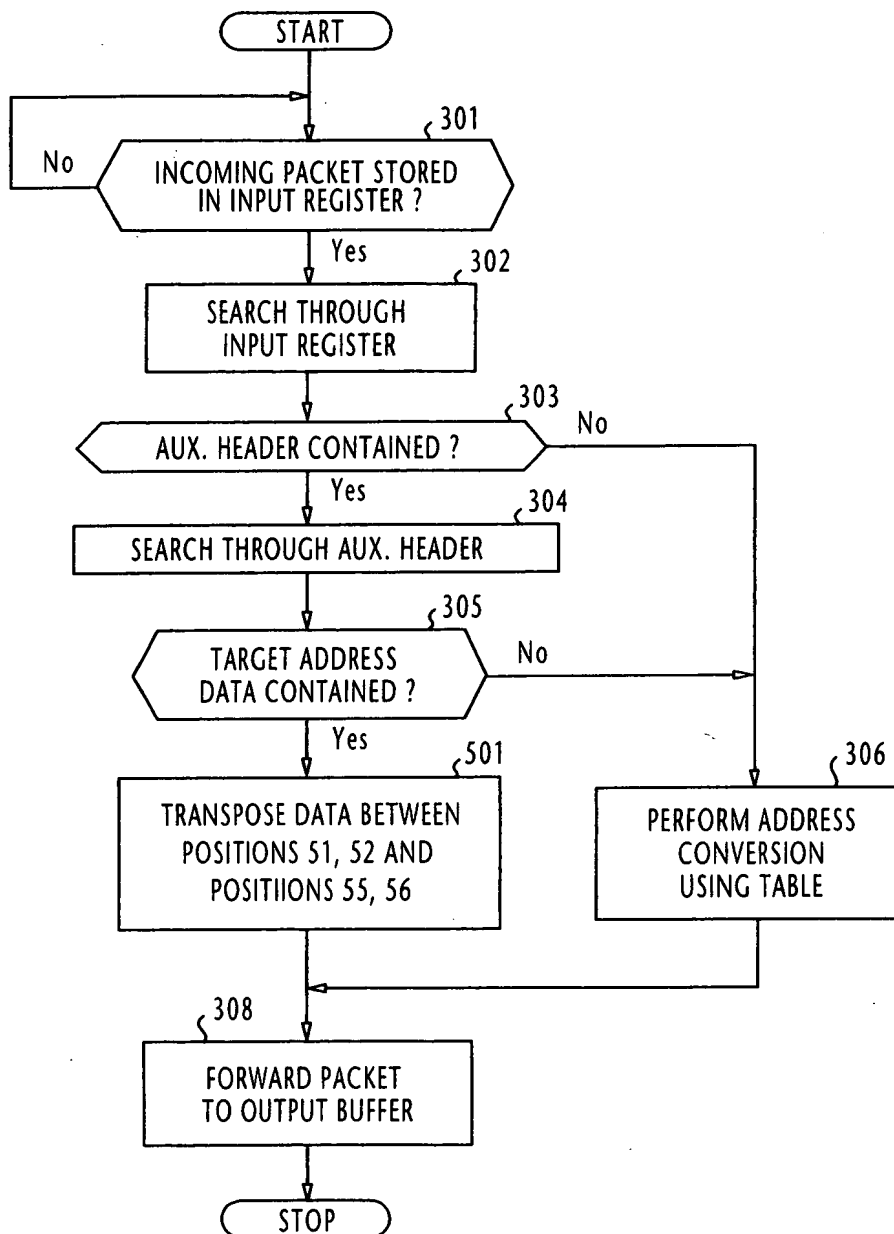 START
301
No
INCOMING PACKET STORED
IN INPUT REGISTER ?
Yes
302
SEARCH THROUGH
INPUT REGISTER
303
No
AUX. HEADER CONTAINED ?
Yes
304
SEARCH THROUGH AUX. HEADER
305
No
TARGET ADDRESS
DATA CONTAINED ?
Yes
501
TRANSPOSE DATA BETWEEN
POSITIONS 51, 52 AND
POSITIIONS 55, 56
306
PERFORM ADDRESS
CONVERSION
USING TABLE
308
FORWARD PACKET
TO OUTPUT BUFFER
STOP